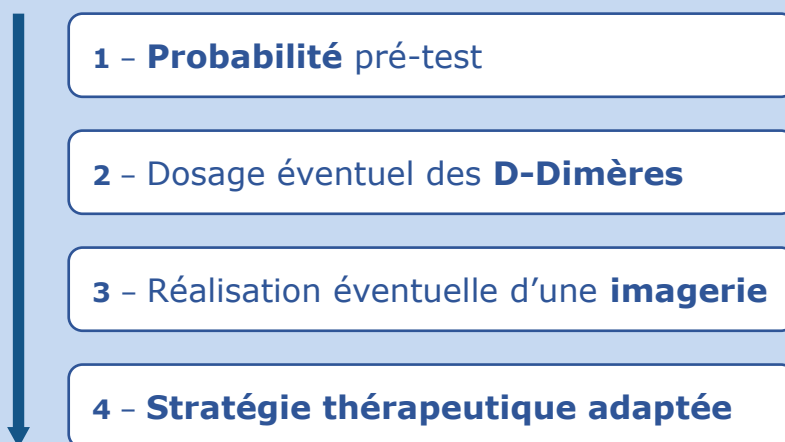 1 – Probabilité pré-test
2 – Dosage éventuel des D-Dimères
3 – Réalisation éventuelle d’une imagerie
4 – Stratégie thérapeutique adaptée